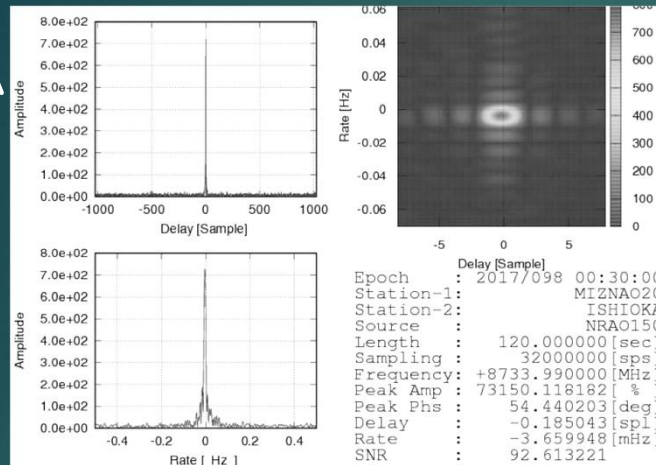 8.0e+02
7.0e+02
6.0e+02
5.0e+02
4.0e+02
3.0e+02
2.0e+02
1.0e+02
0.0e+00
Amplitude
-1000 -500 0 500 1000
Delay [Sample]
0.06
0.04
0.02
0
-0.02
-0.04
-0.06
Rate [Hz]
-5 0 5
Delay [Sample]
700
600
500
400
300
200
100
0
8.0e+02
7.0e+02
6.0e+02
5.0e+02
4.0e+02
3.0e+02
2.0e+02
1.0e+02
0.0e+00
Amplitude
-0.4 -0.2 0 0.2 0.4
Rate [ Hz ]
Epoch : 2017/098 00:30:00
Station-1: MIZNAO20
Station-2: ISHIOKA
Source : NRAO150
Length : 120.000000[sec]
Sampling : 32000000[sps]
Frequency: +8733.990000[MHz]
Peak Amp : 73150.118182[ %
Peak Phs : 54.440203[deg]
Delay : -0.185043[spl]
Rate : -3.659948[mHz]
SNR : 92.613221